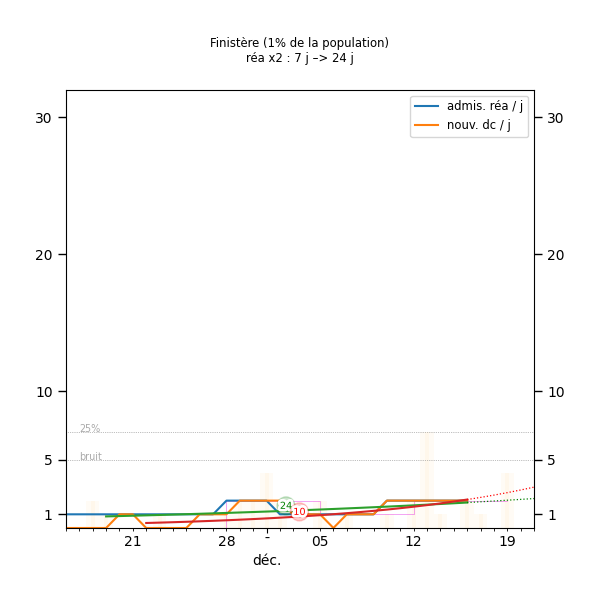 Finistère (1% de la population)
réa x2 : 7 j –> 24 j
admis. réa / j
nouv. dc / j
30 30
20 20
10 10
25%
5 bruit 5
24
10
1 1
21 28 - 05 12 19
déc.